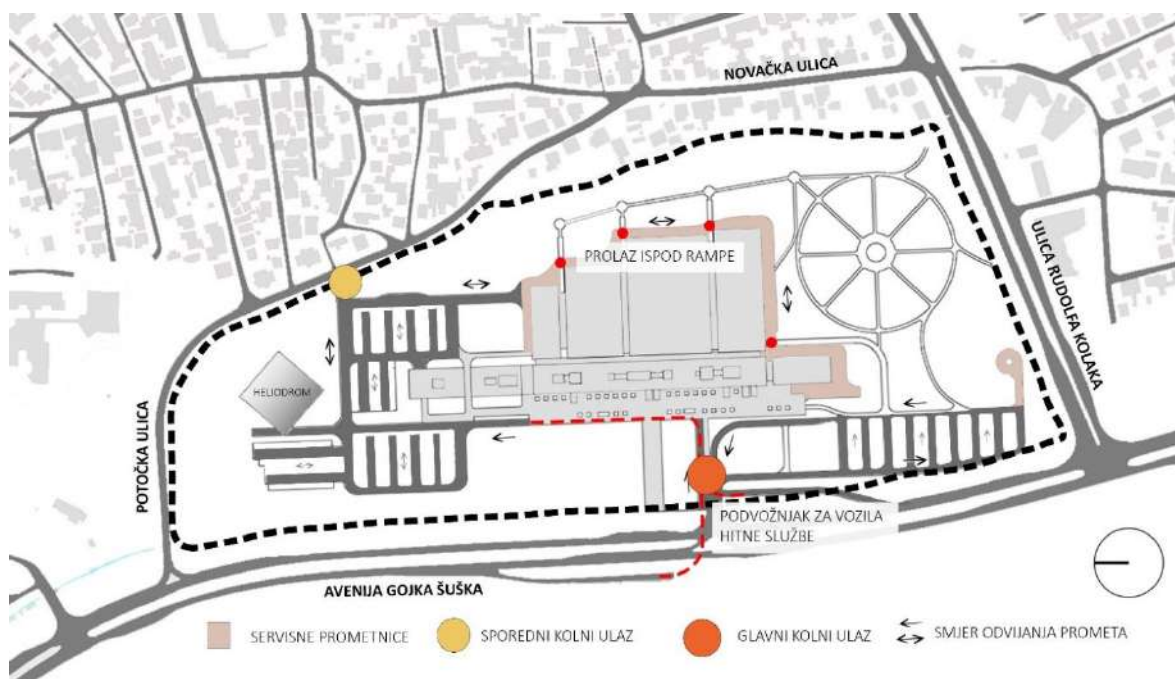 NOVAČKA ULICA
PROLAZ ISPOD RAMPE
ULICA RUDOLFA KOLAKA
HELIODROM
POTOČKA ULICA
PODVOŽNJAK ZA VOZILA
HITNE SLUŽBE
AVENIJA GOJKA ŠUŠKA
SERVISNE PROMETNICE
SPOREDNI KOLNI ULAZ
GLAVNI KOLNI ULAZ
SMJER ODVIJANJA PROMETA